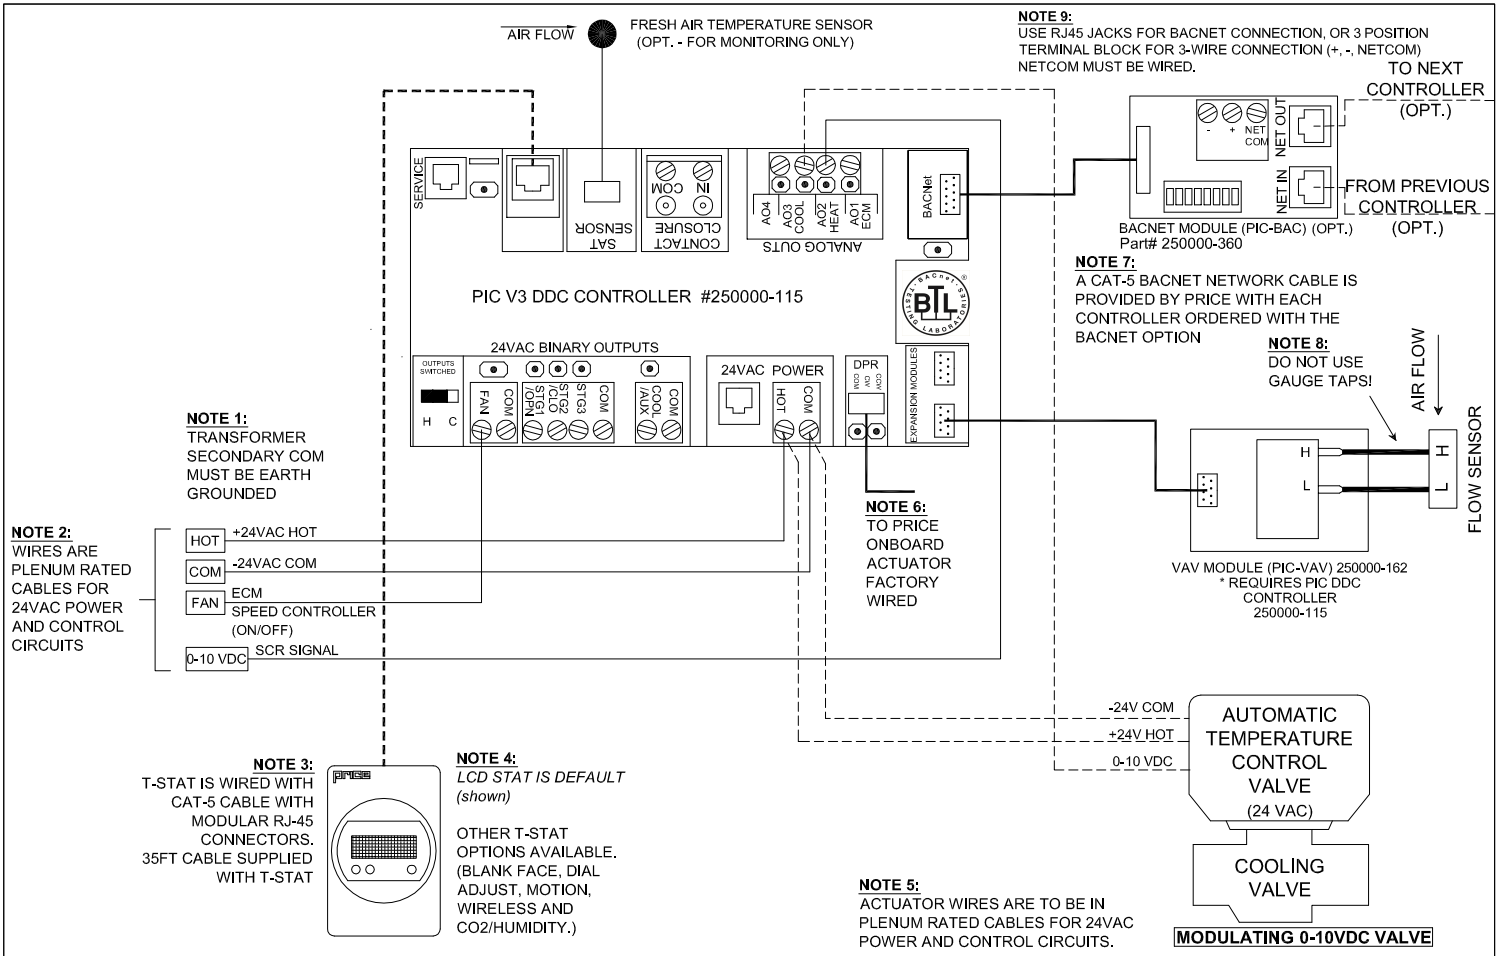 AIR FLOW
FRESH AIR TEMPERATURE SENSOR
(OPT. - FOR MONITORING ONLY)
NOTE 9:
USE RJ45 JACKS FOR BACNET CONNECTION, OR 3 POSITION
TERMINAL BLOCK FOR 3-WIRE CONNECTION (+, -, NETCOM)
NETCOM MUST BE WIRED.
TO NEXT
CONTROLLER
(OPT.)
- + NET
COM
NET OUT
NET IN
FROM PREVIOUS
CONTROLLER
(OPT.)
BACNET MODULE (PIC-BAC) (OPT.)
Part# 250000-360
SERVICE
SAT
SENSOR
COM IN
CONTACT
CLOSURE
AO4
AO3
COOL
AO2
HEAT
AO1
ECM
ANALOG OUTS
BACNet
PIC V3 DDC CONTROLLER #250000-115
BACnet
BTL
®
TESTING LABORATORIES
NOTE 7:
A CAT-5 BACNET NETWORK CABLE IS
PROVIDED BY PRICE WITH EACH
CONTROLLER ORDERED WITH THE
BACNET OPTION
24VAC BINARY OUTPUTS
OUTPUTS
SWITCHED
H C
FAN
COM
STG1
/OPN
STG2
/CLO
STG3
COM
COOL
/AUX
COM
24VAC POWER
HOT
COM
DPR
COM
CW
CCW
EXPANSION MODULES
NOTE 8:
DO NOT USE
GAUGE TAPS!
AIR FLOW
H
L
H
L
FLOW SENSOR
VAV MODULE (PIC-VAV) 250000-162
* REQUIRES PIC DDC
CONTROLLER
250000-115
NOTE 1:
TRANSFORMER
SECONDARY COM
MUST BE EARTH
GROUNDED
NOTE 2:
WIRES ARE
PLENUM RATED
CABLES FOR
24VAC POWER
AND CONTROL
CIRCUITS
HOT +24VAC HOT
COM -24VAC COM
FAN ECM
SPEED CONTROLLER
(ON/OFF)
0-10 VDC SCR SIGNAL
NOTE 6:
TO PRICE
ONBOARD
ACTUATOR
FACTORY
WIRED
NOTE 3:
T-STAT IS WIRED WITH
CAT-5 CABLE WITH
MODULAR RJ-45
CONNECTORS.
35FT CABLE SUPPLIED
WITH T-STAT
PRICE
NOTE 4:
LCD STAT IS DEFAULT
(shown)
OTHER T-STAT
OPTIONS AVAILABLE.
(BLANK FACE, DIAL
ADJUST, MOTION,
WIRELESS AND
CO2/HUMIDITY.)
-24V COM
+24V HOT
0-10 VDC
AUTOMATIC
TEMPERATURE
CONTROL
VALVE
(24 VAC)
COOLING
VALVE
MODULATING 0-10VDC VALVE
NOTE 5:
ACTUATOR WIRES ARE TO BE IN
PLENUM RATED CABLES FOR 24VAC
POWER AND CONTROL CIRCUITS.